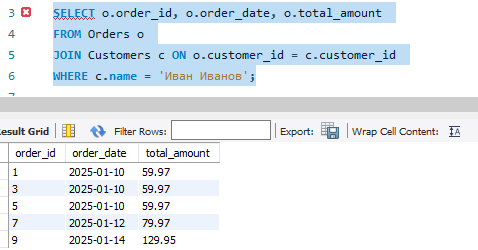 3 SELECT o.order_id, o.order_date, o.total_amount
4 FROM Orders o
5 JOIN Customers c ON o.customer_id = c.customer_id
6 WHERE c.name = 'Иван Иванов';
Result Grid Filter Rows: Export: Wrap Cell Content: IA
order_id order_date total_amount
1 2025-01-10 59.97
3 2025-01-10 59.97
5 2025-01-10 59.97
7 2025-01-12 79.97
9 2025-01-14 129.95